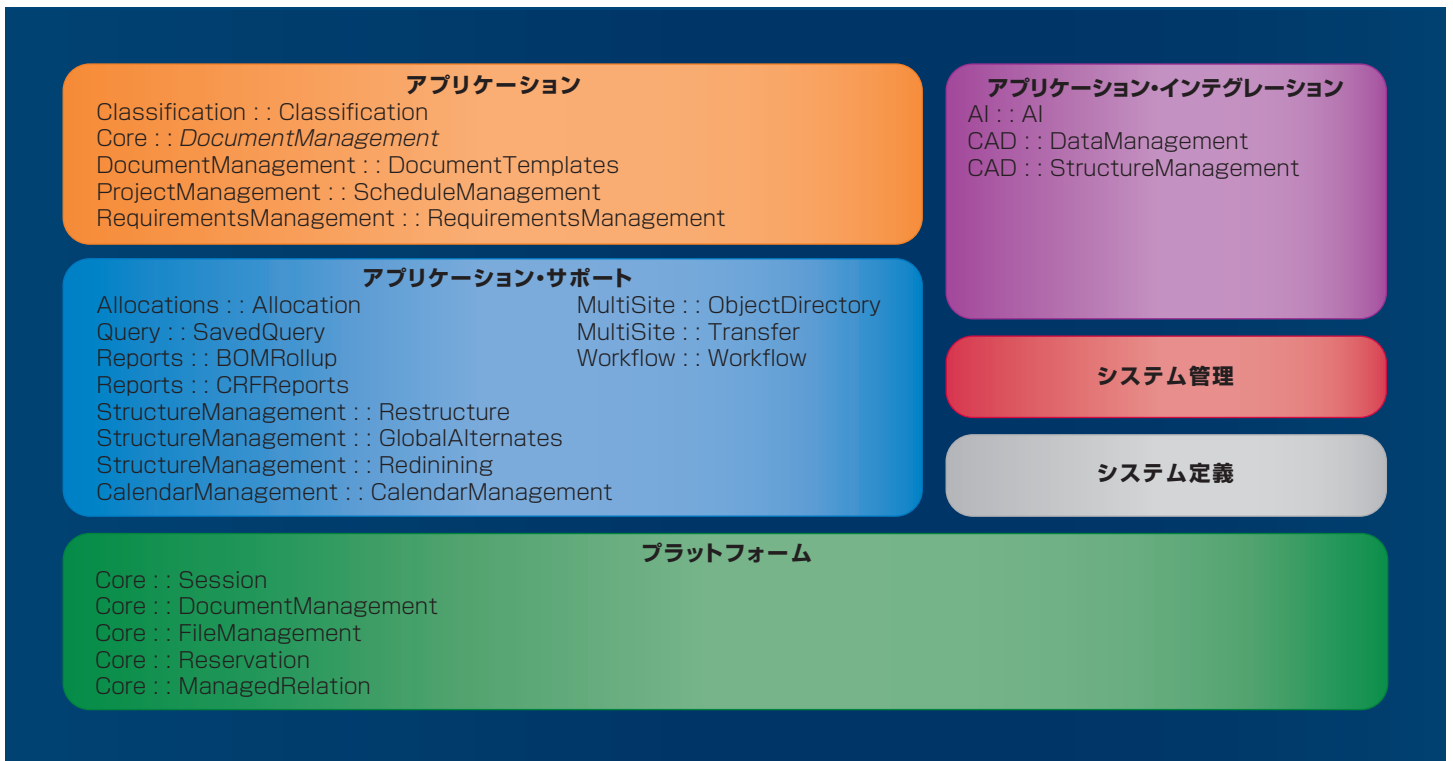 アプリケーション
Classification : : Classification
Core : : DocumentManagement
DocumentManagement : : DocumentTemplates
ProjectManagement : : ScheduleManagement
RequirementsManagement : : RequirementsManagement
アプリケーション・サポート
Allocations : : Allocation
Query : : SavedQuery
Reports : : BOMRollup
Reports : : CRFReports
StructureManagement : : Restructure
StructureManagement : : GlobalAlternates
StructureManagement : : Redinining
CalendarManagement : : CalendarManagement
MultiSite : : ObjectDirectory
MultiSite : : Transfer
Workflow : : Workflow
アプリケーション・インテグレーション
AI : : AI
CAD : : DataManagement
CAD : : StructureManagement
システム管理
システム定義
プラットフォーム
Core : : Session
Core : : DocumentManagement
Core : : FileManagement
Core : : Reservation
Core : : ManagedRelation